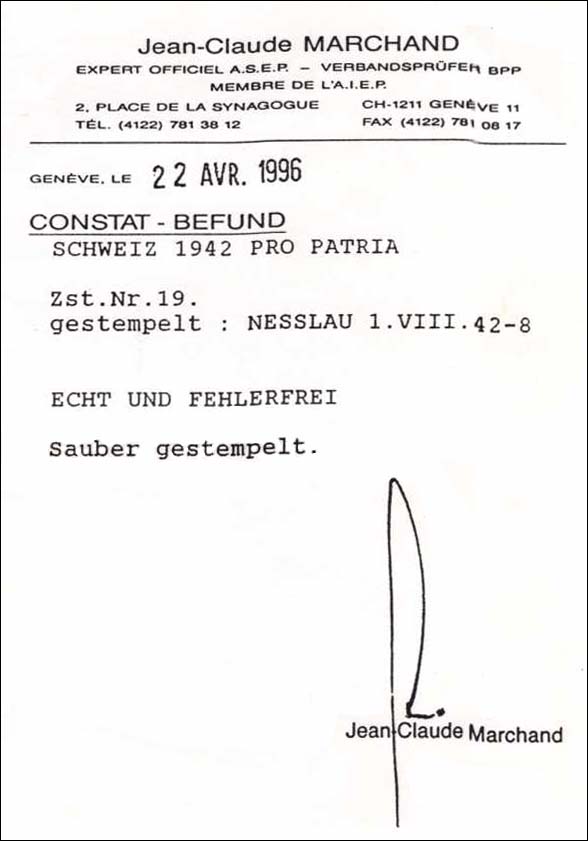 Jean-Claude MARCHAND
EXPERT OFFICIEL A.S.E.P. – VERBANDSPRÜFER BPP
MEMBRE DE L'A.I.E.P.
2, PLACE DE LA SYNAGOGUE CH-1211 GENÈVE 11
TÉL. (4122) 781 38 12 FAX (4122) 781 08 17
GENÈVE, LE 22 AVR. 1996
CONSTAT - BEFUND
SCHWEIZ 1942 PRO PATRIA
Zst.Nr.19.
gestempelt : NESSLAU 1.VIII.42-8
ECHT UND FEHLERFREI
Sauber gestempelt.
Jean-Claude Marchand